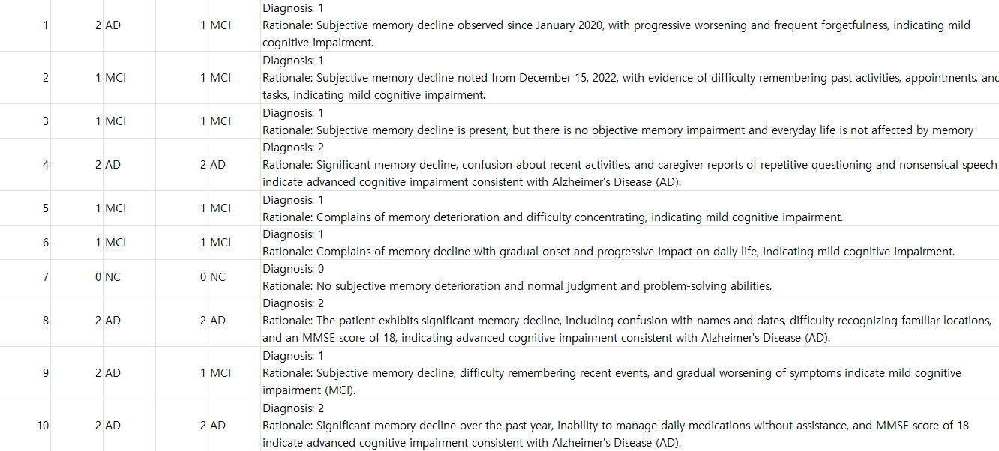 Diagnosis: 1
1 2 AD 1 MCI Rationale: Subjective memory decline observed since January 2020, with progressive worsening and frequent forgetfulness, indicating mild
cognitive impairment.
Diagnosis: 1
2 1 MCI 1 MCI Rationale: Subjective memory decline noted from December 15, 2022, with evidence of difficulty remembering past activities, appointments, and
tasks, indicating mild cognitive impairment.
Diagnosis: 1
3 1 MCI 1 MCI
Rationale: Subjective memory decline is present, but there is no objective memory impairment and everyday life is not affected by memory
Diagnosis: 2
4 2 AD 2 AD Rationale: Significant memory decline, confusion about recent activities, and caregiver reports of repetitive questioning and nonsensical speech
indicate advanced cognitive impairment consistent with Alzheimer's Disease (AD).
Diagnosis: 1
5 1 MCI 1 MCI
Rationale: Complains of memory deterioration and difficulty concentrating, indicating mild cognitive impairment.
Diagnosis: 1
6 1 MCI 1 MCI
Rationale: Complains of memory decline with gradual onset and progressive impact on daily life, indicating mild cognitive impairment.
Diagnosis: 0
7 0 NC 0 NC
Rationale: No subjective memory deterioration and normal judgment and problem-solving abilities.
Diagnosis: 2
8 2 AD 2 AD Rationale: The patient exhibits significant memory decline, including confusion with names and dates, difficulty recognizing familiar locations,
and an MMSE score of 18, indicating advanced cognitive impairment consistent with Alzheimer's Disease (AD).
Diagnosis: 1
9 2 AD 1 MCI Rationale: Subjective memory decline, difficulty remembering recent events, and gradual worsening of symptoms indicate mild cognitive
impairment (MCI).
Diagnosis: 2
10 2 AD 2 AD Rationale: Significant memory decline over the past year, inability to manage daily medications without assistance, and MMSE score of 18
indicate advanced cognitive impairment consistent with Alzheimer's Disease (AD).